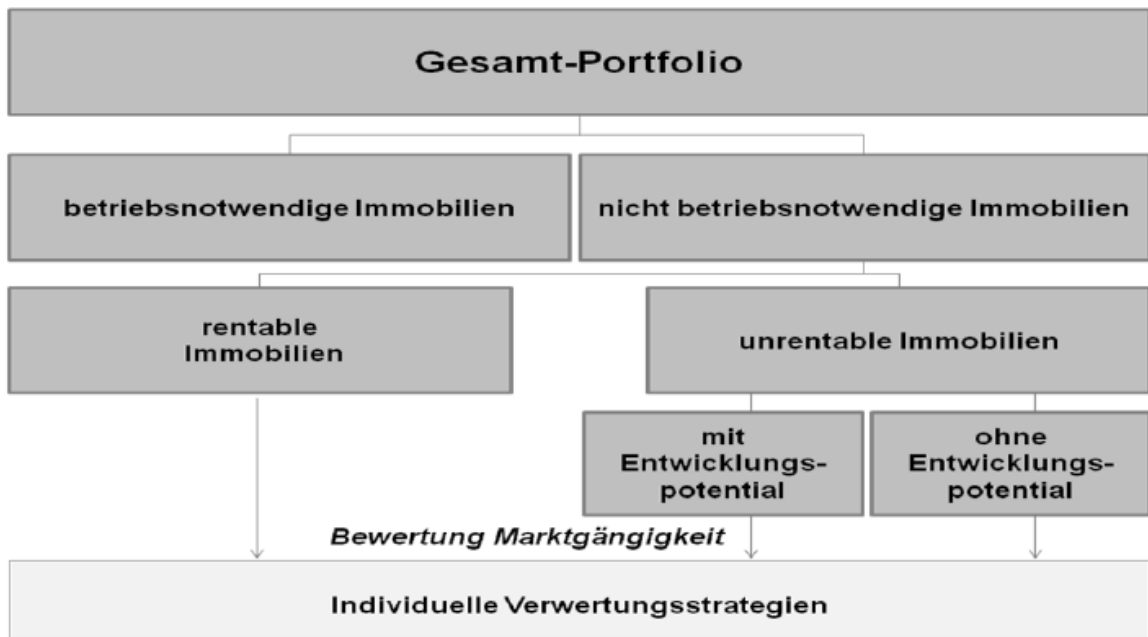 Gesamt-Portfolio
betriebsnotwendige Immobilien
nicht betriebsnotwendige Immobilien
rentable
Immobilien
unrentable Immobilien
mit
Entwicklungs-
potential
ohne
Entwicklungs-
potential
Bewertung Marktgängigkeit
Individuelle Verwertungsstrategien